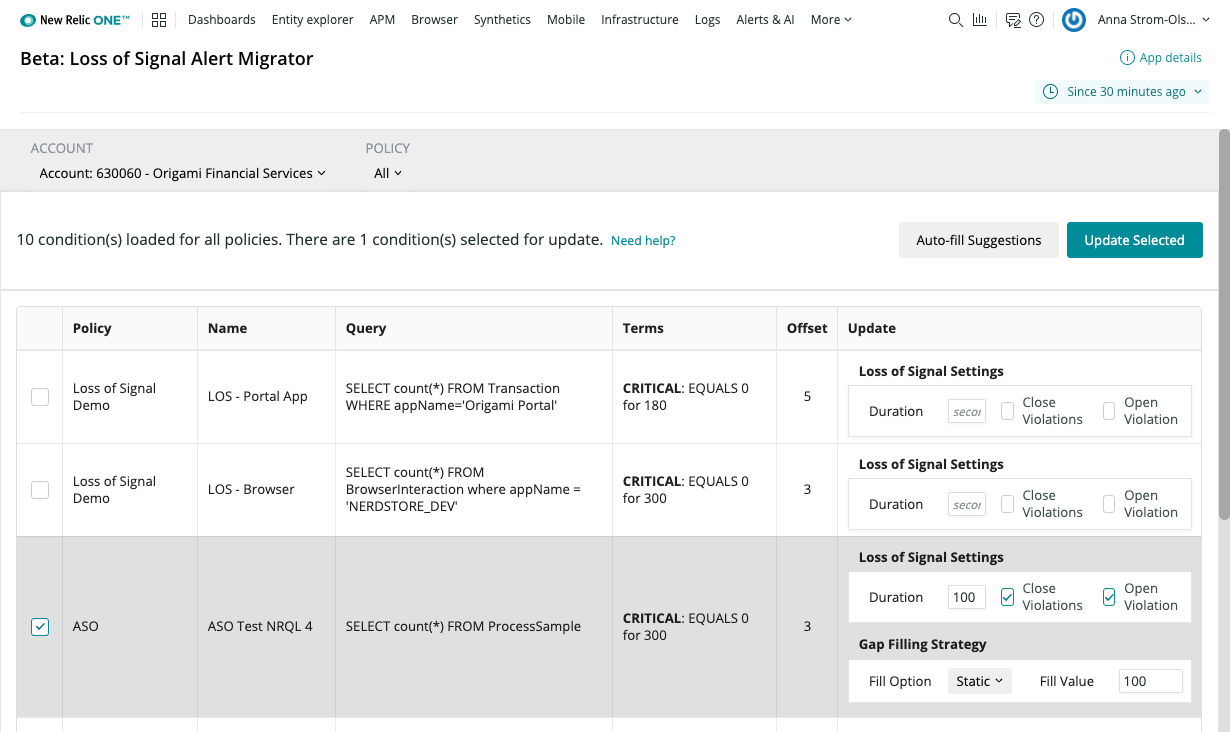 New Relic ONE™ Dashboards Entity explorer APM Browser Synthetics Mobile Infrastructure Logs Alerts & AI More Anna Strom-Ols...
Beta: Loss of Signal Alert Migrator
App details
Since 30 minutes ago
ACCOUNT POLICY
Account: 630060 - Origami Financial Services All
10 condition(s) loaded for all policies. There are 1 condition(s) selected for update. Need help?
Auto-fill Suggestions Update Selected
Policy Name Query Terms Offset Update
Loss of Signal
Demo
LOS - Portal App
SELECT count(*) FROM Transaction
WHERE appName='Origami Portal'
CRITICAL: EQUALS 0
for 180
5
Loss of Signal Settings
Duration
Close
Violations
Open
Violation
Loss of Signal
Demo
LOS - Browser
SELECT count(*) FROM
BrowserInteraction where appName =
'NERDSTORE_DEV'
CRITICAL: EQUALS 0
for 300
3
Loss of Signal Settings
Duration
Close
Violations
Open
Violation
ASO
ASO Test NRQL 4
SELECT count(*) FROM ProcessSample
CRITICAL: EQUALS 0
for 300
3
Loss of Signal Settings
Duration 100
Close
Violations
Open
Violation
Gap Filling Strategy
Fill Option Static Fill Value 100